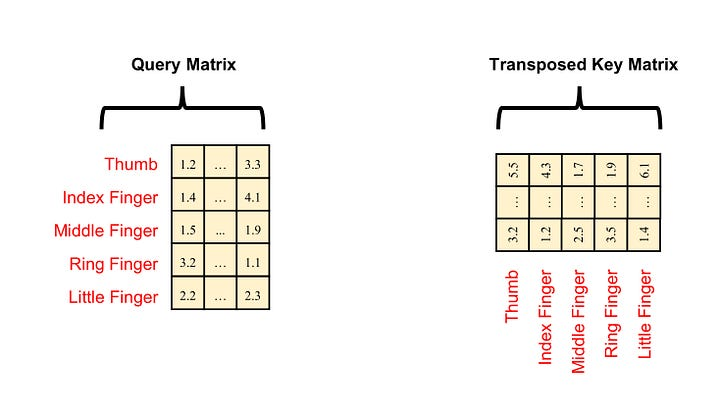 Query Matrix
Thumb 1.2 … 3.3
Index Finger 1.4 … 4.1
Middle Finger 1.5 ... 1.9
Ring Finger 3.2 … 1.1
Little Finger 2.2 … 2.3
Transposed Key Matrix
5.5 4.3 1.7 1.9 6.1
… … … … …
3.2 1.2 2.5 3.5 1.4
Thumb
Index Finger
Middle Finger
Ring Finger
Little Finger